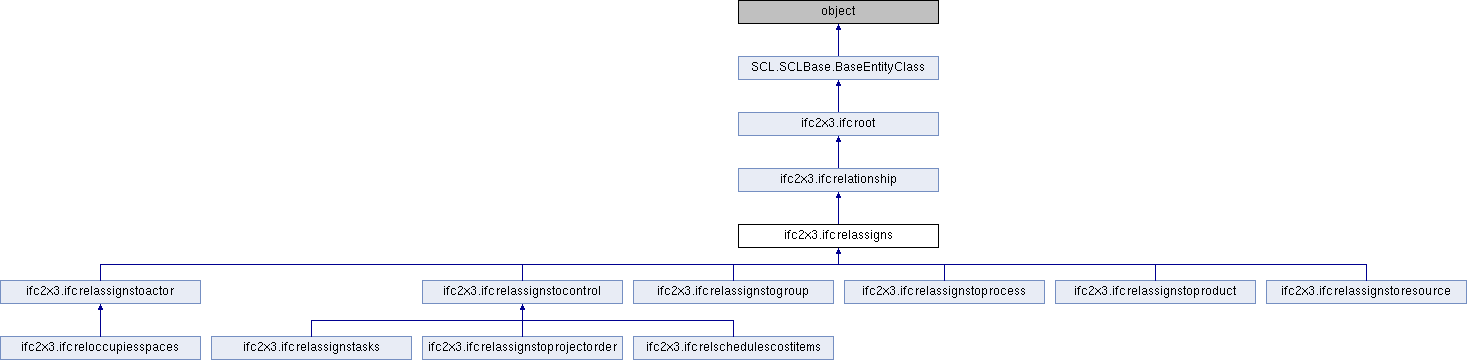 object
SCL.SCLBase.BaseEntityClass
ifc2x3.ifcroot
ifc2x3.ifcrelationship
ifc2x3.ifcrelassigns
ifc2x3.ifcrelassignstoactor
ifc2x3.ifcrelassignstocontrol
ifc2x3.ifcrelassignstogroup
ifc2x3.ifcrelassignstoprocess
ifc2x3.ifcrelassignstoproduct
ifc2x3.ifcrelassignstoresource
ifc2x3.ifcreloccupiesspaces
ifc2x3.ifcrelassignstasks
ifc2x3.ifcrelassignstoprojectorder
ifc2x3.ifcrelschedulescostitems